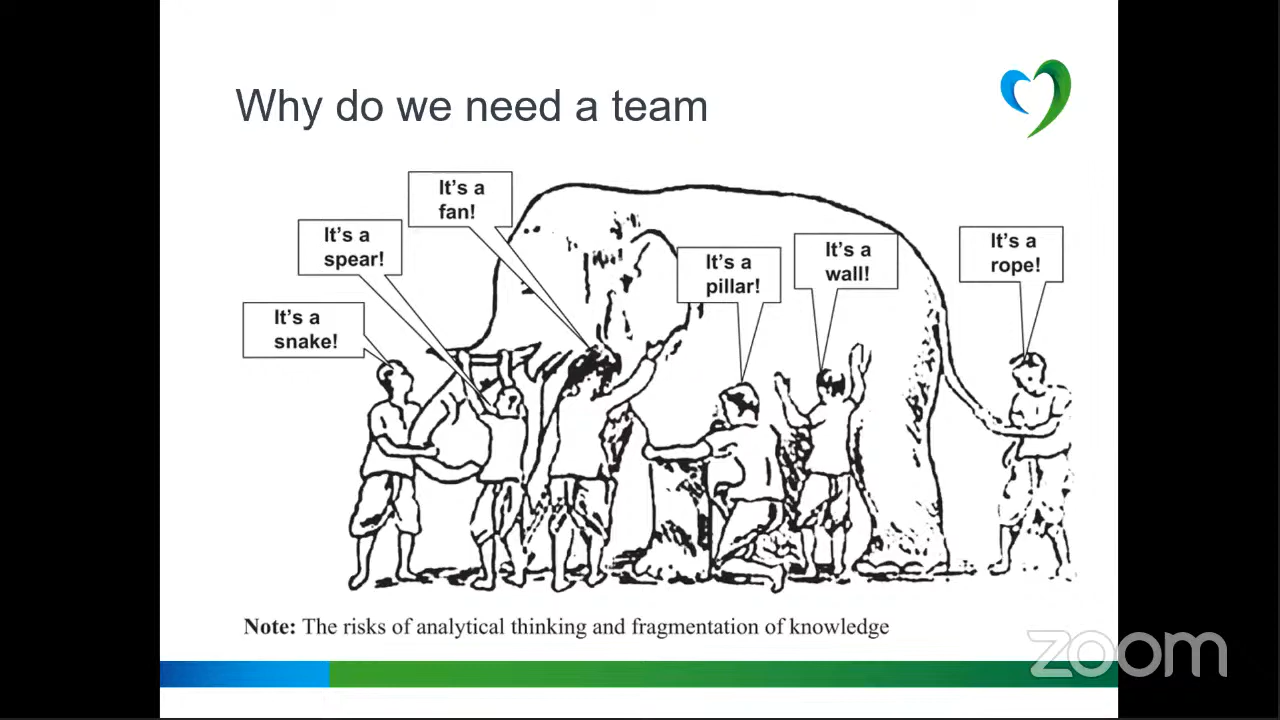 Why do we need a team
It's a
fan!
It's a
spear!
It's a
snake!
It's a
pillar!
It's a
wall!
It's a
rope!
Note: The risks of analytical thinking and fragmentation of knowledge
zoom